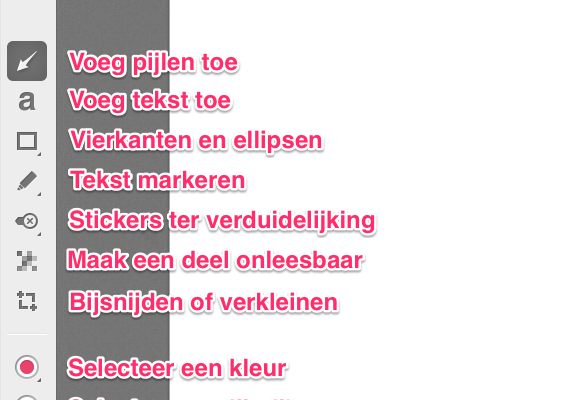 Voeg pijlen toe
a
Voeg tekst toe
Vierkanten en ellipsen
Tekst markeren
Stickers ter verduidelijking
Maak een deel onleesbaar
Bijsnijden of verkleinen
Selecteer een kleur